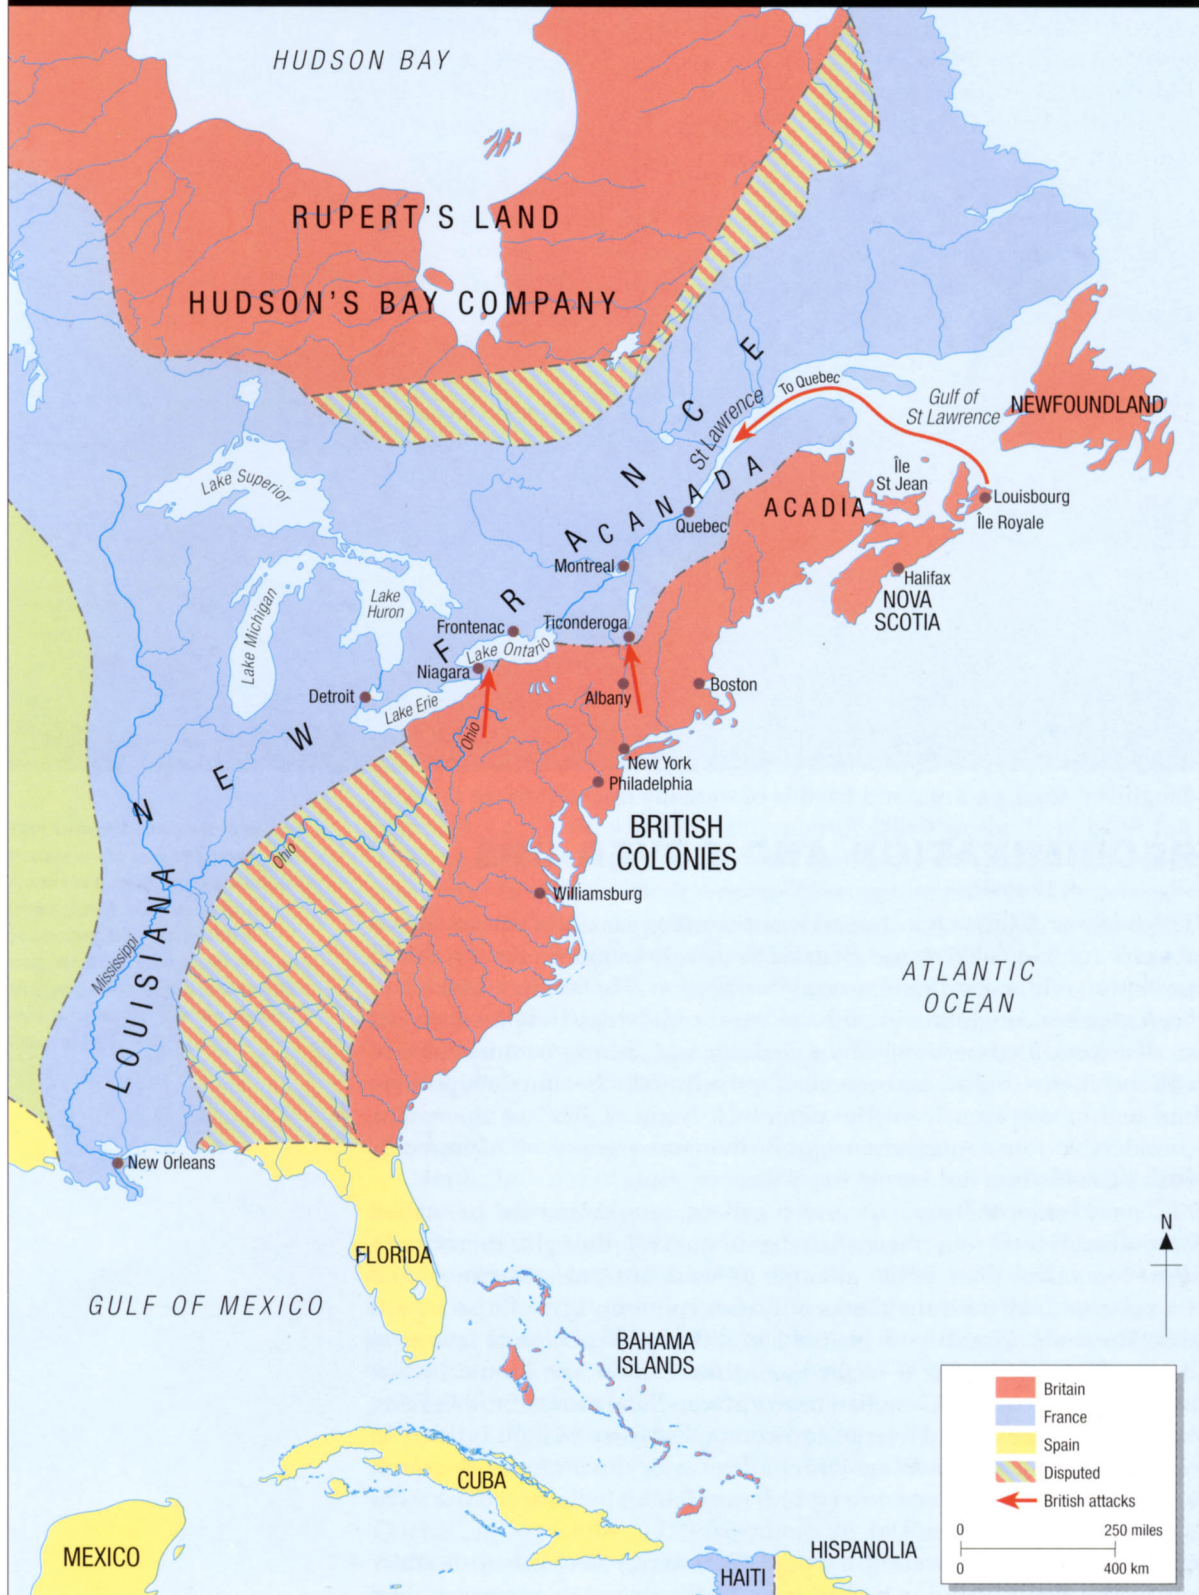 HUDSON BAY
RUPERT'S LAND
HUDSON'S BAY COMPANY
NEW FRANCE
CANADA
St Lawrence
To Quebec
Gulf of
St Lawrence
NEWFOUNDLAND
Lake Superior
Île
St Jean
Louisbourg
Île Royale
ACADIA
Quebec
Montreal
Halifax
NOVA
SCOTIA
Lake Michigan
Lake
Huron
Frontenac
Ticonderoga
Lake Ontario
Niagara
Detroit
Lake Erie
Albany
Boston
Ohio
New York
Philadelphia
BRITISH
COLONIES
Ohio
Williamsburg
LOUISIANA
Mississippi
ATLANTIC
OCEAN
New Orleans
FLORIDA
GULF OF MEXICO
BAHAMA
ISLANDS
CUBA
MEXICO
HAITI
HISPANOLIA
N
Britain
France
Spain
Disputed
British attacks
0 250 miles
0 400 km